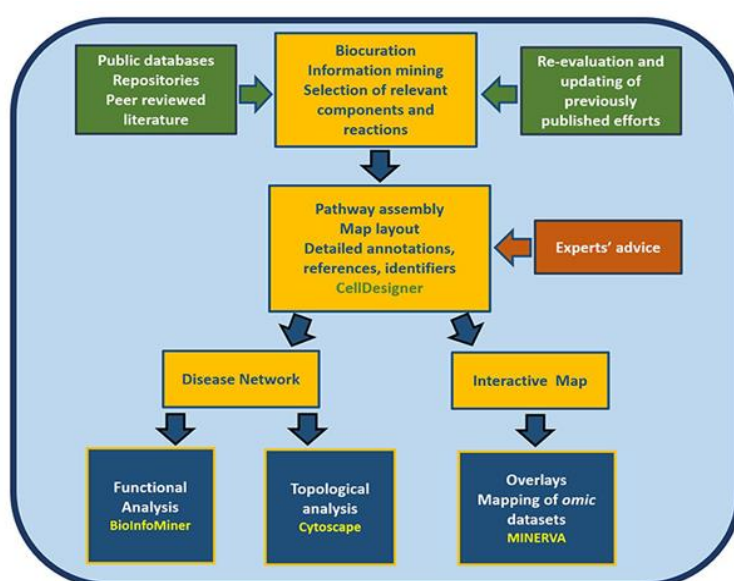 Public databases
Repositories
Peer reviewed
literature
Biocuration
Information mining
Selection of relevant
components and
reactions
Re-evaluation and
updating of
previously
published efforts
Pathway assembly
Map layout
Detailed annotations,
references, identifiers
CellDesigner
Experts' advice
Disease Network
Interactive Map
Functional
Analysis
BioInfoMiner
Topological
analysis
Cytoscape
Overlays
Mapping of omic
datasets
MINERVA